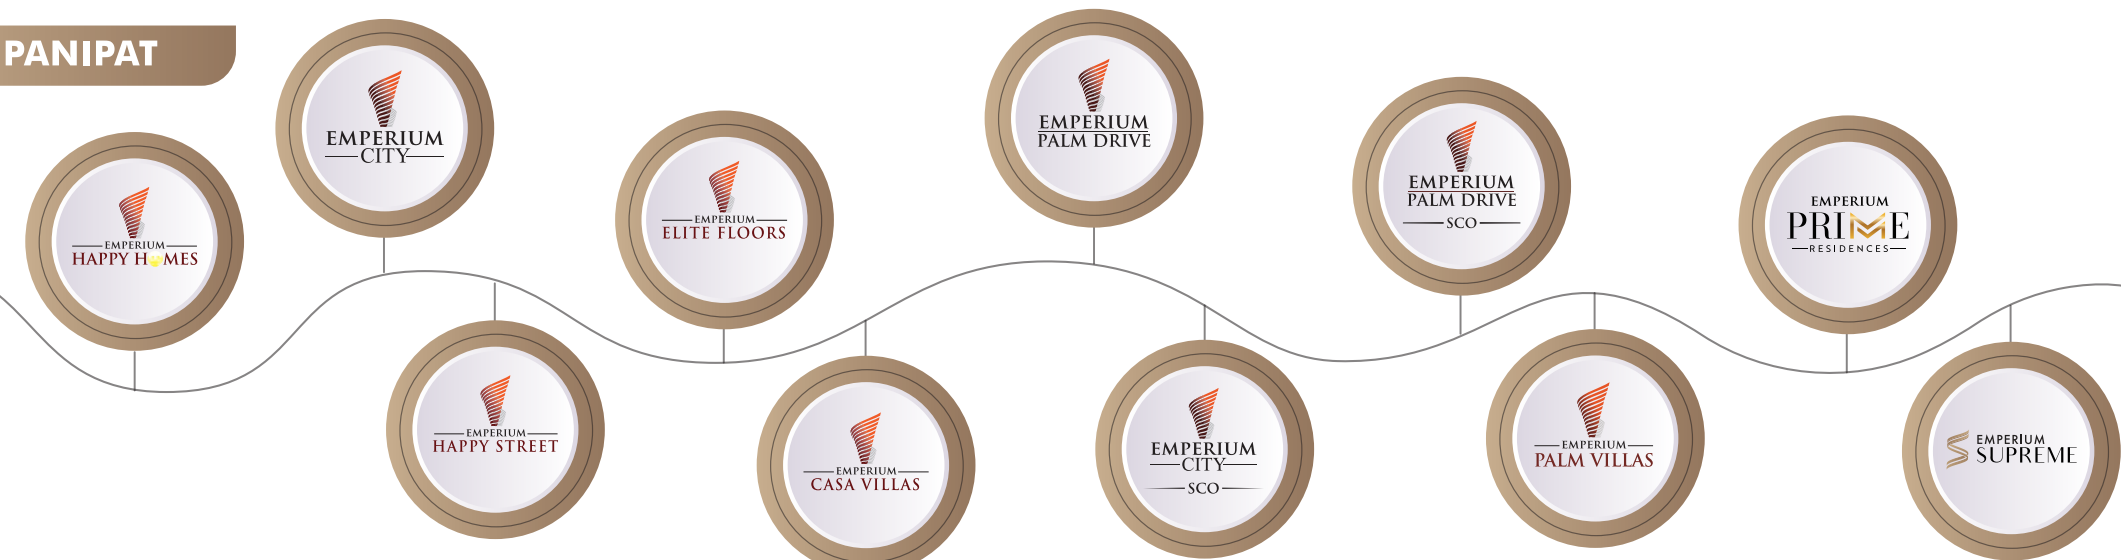 PANIPAT
EMPERIUM
HAPPY HOMES
EMPERIUM
CITY
EMPERIUM
HAPPY STREET
EMPERIUM
ELITE FLOORS
EMPERIUM
CASA VILLAS
EMPERIUM
PALM DRIVE
EMPERIUM
CITY
SCO
EMPERIUM
PALM DRIVE
SCO
EMPERIUM
PALM VILLAS
EMPERIUM
PRIME
RESIDENCES
EMPERIUM
SUPREME